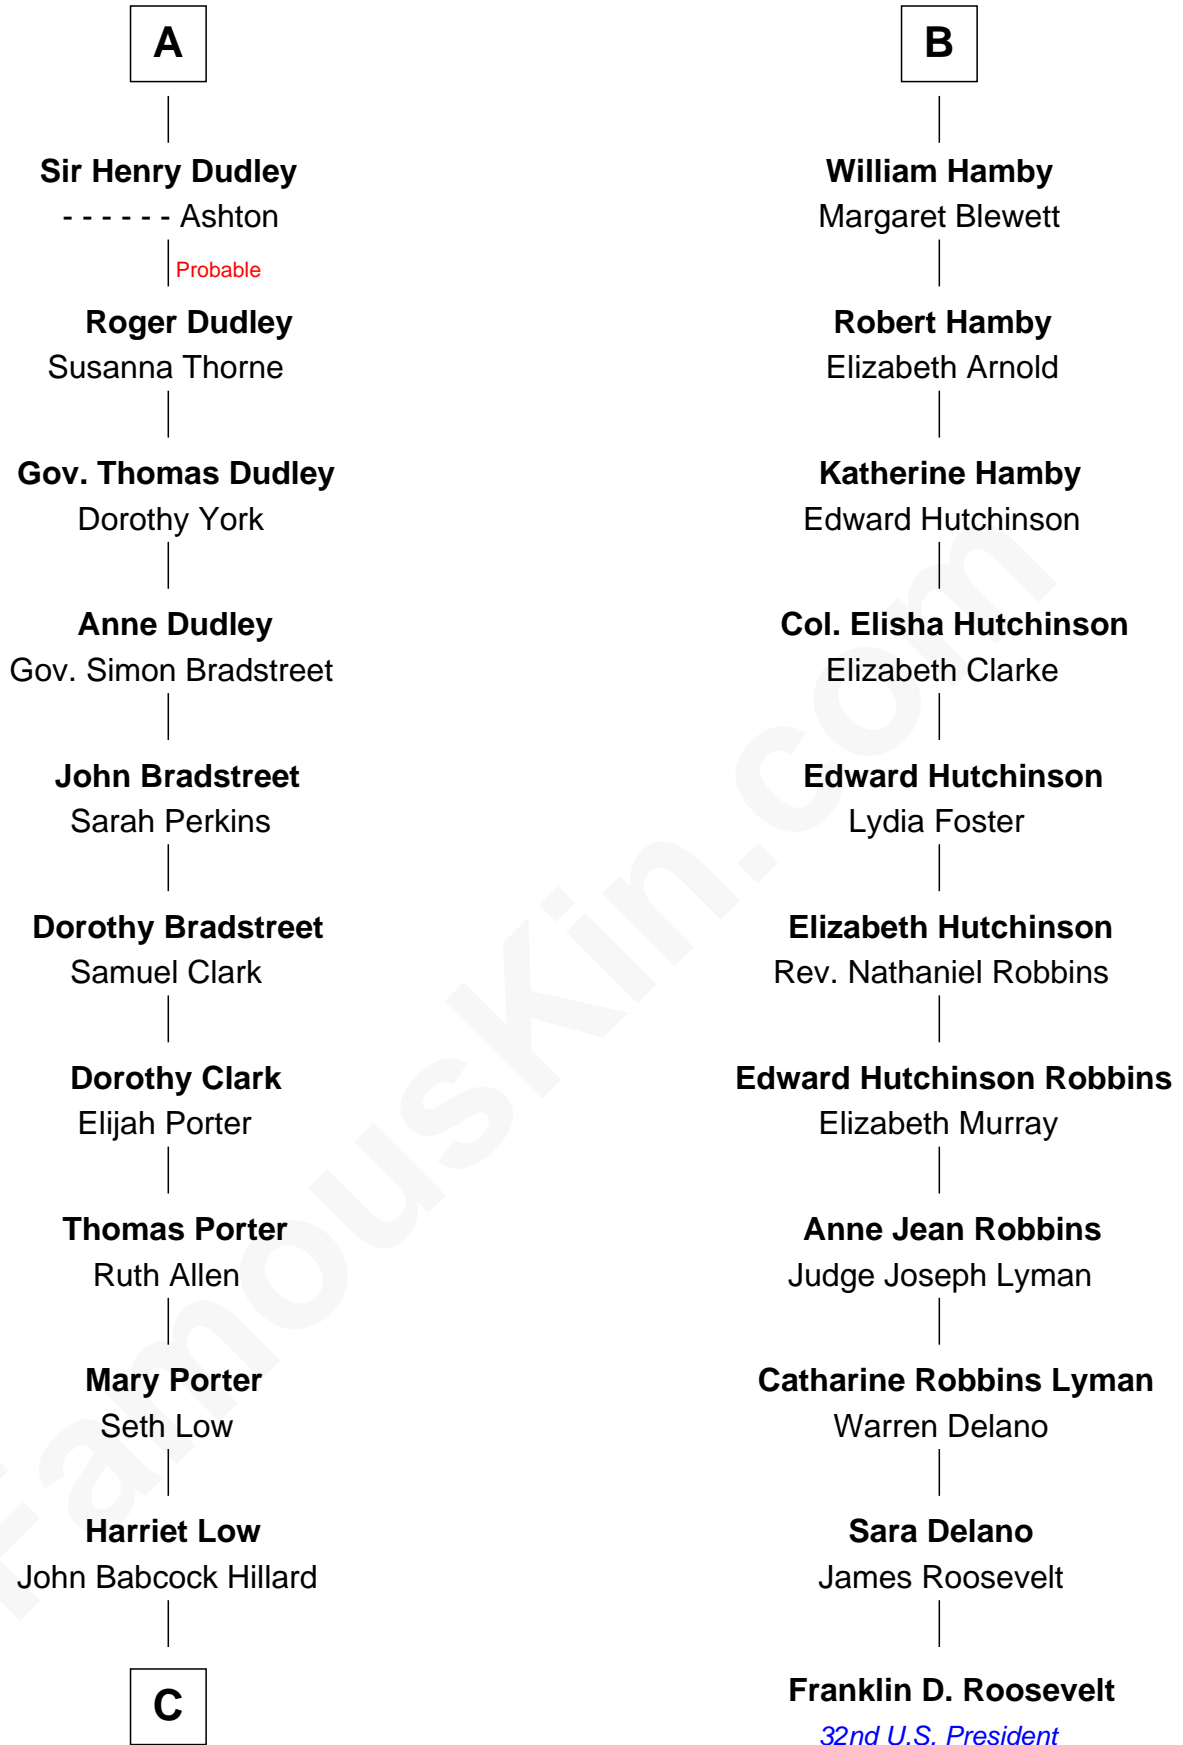 A
Sir Henry Dudley
- - - - - - Ashton
Probable
Roger Dudley
Susanna Thorne
Gov. Thomas Dudley
Dorothy York
Anne Dudley
Gov. Simon Bradstreet
John Bradstreet
Sarah Perkins
Dorothy Bradstreet
Samuel Clark
Dorothy Clark
Elijah Porter
Thomas Porter
Ruth Allen
Mary Porter
Seth Low
Harriet Low
John Babcock Hillard
C
B
William Hamby
Margaret Blewett
Robert Hamby
Elizabeth Arnold
Katherine Hamby
Edward Hutchinson
Col. Elisha Hutchinson
Elizabeth Clarke
Edward Hutchinson
Lydia Foster
Elizabeth Hutchinson
Rev. Nathaniel Robbins
Edward Hutchinson Robbins
Elizabeth Murray
Anne Jean Robbins
Judge Joseph Lyman
Catharine Robbins Lyman
Warren Delano
Sara Delano
James Roosevelt
Franklin D. Roosevelt
32nd U.S. President
FamousKin.com